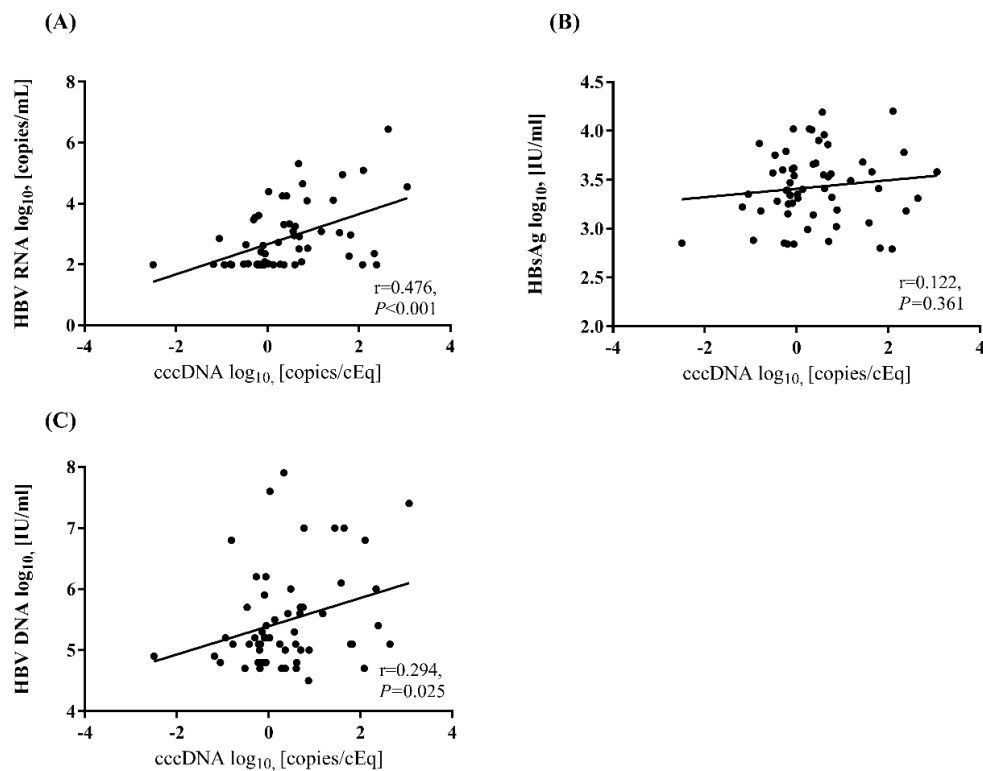 (A)
HBV RNA log10, [copies/mL]
8
6
4
2
0
-4
-2
0
2
4
cccDNA log10, [copies/cEq]
r=0.476,
P<0.001
(B)
HBsAg log10, [IU/ml]
4.5
4.0
3.5
3.0
2.5
2.0
-4
-2
0
2
4
cccDNA log10, [copies/cEq]
r=0.122,
P=0.361
(C)
HBV DNA log10, [IU/ml]
8
7
6
5
4
-4
-2
0
2
4
cccDNA log10, [copies/cEq]
r=0.294,
P=0.025